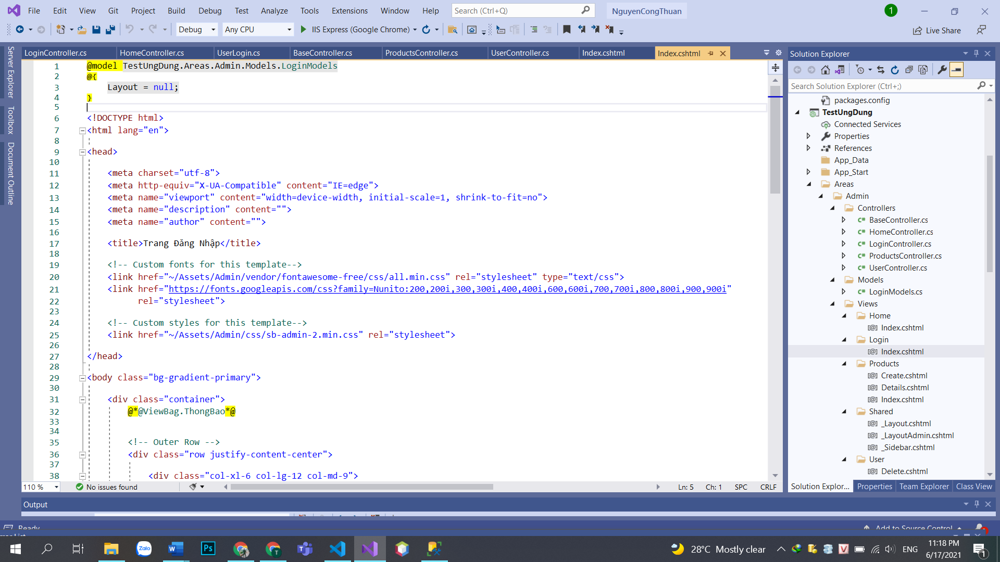 File Edit View Git Project Build Debug Test Analyze Tools Extensions Window Help Search (Ctrl+Q) NguyenCongThuan 1
Debug Any CPU IIS Express (Google Chrome) Live Share
Server Explorer
Toolbox
Document Outline
LoginController.cs HomeController.cs UserLogin.cs BaseController.cs ProductsController.cs UserController.cs Index.cshtml Index.cshtml
1 @model TestUngDung.Areas.Admin.Models.LoginModels
2 @{
3 Layout = null;
4 }
5
6 <!DOCTYPE html>
7 <html lang="en">
8
9 <head>
10
11 <meta charset="utf-8">
12 <meta http-equiv="X-UA-Compatible" content="IE=edge">
13 <meta name="viewport" content="width=device-width, initial-scale=1, shrink-to-fit=no">
14 <meta name="description" content="">
15 <meta name="author" content="">
16
17 <title>Trang Đăng Nhập</title>
18
19 <!-- Custom fonts for this template-->
20 <link href="~/Assets/Admin/vendor/fontawesome-free/css/all.min.css" rel="stylesheet" type="text/css">
21 <link href="https://fonts.googleapis.com/css?family=Nunito:200,200i,300,300i,400,400i,600,600i,700,700i,800,800i,900,900i"
22 rel="stylesheet">
23
24 <!-- Custom styles for this template-->
25 <link href="~/Assets/Admin/css/sb-admin-2.min.css" rel="stylesheet">
26
27 </head>
28
29 <body class="bg-gradient-primary">
30
31 <div class="container">
32 @*@ViewBag.ThongBao*@
33
34
35 <!-- Outer Row -->
36 <div class="row justify-content-center">
37
38 <div class="col-xl-6 col-lg-12 col-md-9">
110 % No issues found Ln: 5 Ch: 1 SPC CRLF
Solution Explorer
Search Solution Explorer (Ctrl+;)
packages.config
TestUngDung
Connected Services
Properties
References
App_Data
App_Start
Areas
Admin
Controllers
C# BaseController.cs
C# HomeController.cs
C# LoginController.cs
C# ProductsController.cs
C# UserController.cs
Models
C# LoginModels.cs
Views
Home
[@] Index.cshtml
Login
[@] Index.cshtml
Products
[@] Create.cshtml
[@] Details.cshtml
[@] Index.cshtml
Shared
[@] _Layout.cshtml
[@] _LayoutAdmin.cshtml
[@] _Sidebar.cshtml
User
[@] Delete.cshtml
Solution Explor... Properties Team Explorer Class View
Output
Ready Add to Source Control
Zalo Ps T V 28°C Mostly clear ENG 11:18 PM
6/17/2021 1